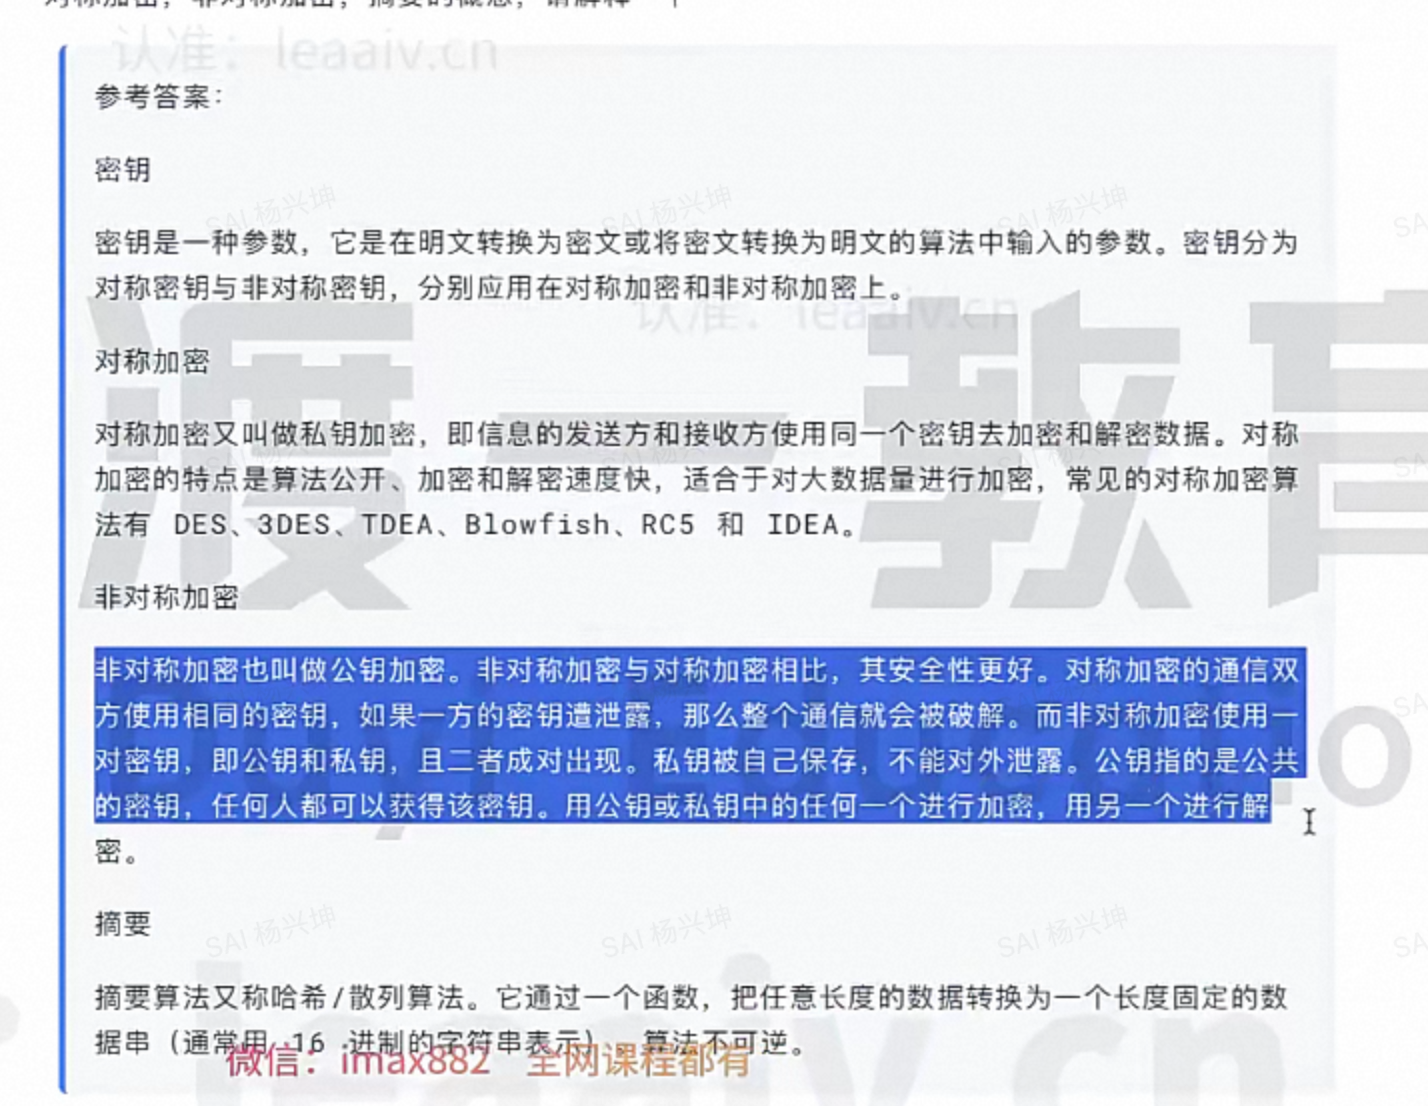 对称加密，非对称加密，摘要的概念，请解释一下
认准：leaaiv.cn
参考答案：
密钥
SAI 杨兴坤 SAI 杨兴坤 SAI 杨兴坤 SA
密钥是一种参数，它是在明文转换为密文或将密文转换为明文的算法中输入的参数。密钥分为
对称密钥与非对称密钥，分别应用在对称加密和非对称加密上。
认准：leaaiv.cn
渡一教育
对称加密
对称加密又叫做私钥加密，即信息的发送方和接收方使用同一个密钥去加密和解密数据。对称
加密的特点是算法公开、加密和解密速度快，适合于对大数据量进行加密，常见的对称加密算
法有 DES、3DES、TDEA、Blowfish、RC5 和 IDEA。
非对称加密
非对称加密也叫做公钥加密。非对称加密与对称加密相比，其安全性更好。对称加密的通信双
方使用相同的密钥，如果一方的密钥遭泄露，那么整个通信就会被破解。而非对称加密使用一
对密钥，即公钥和私钥，且二者成对出现。私钥被自己保存，不能对外泄露。公钥指的是公共
的密钥，任何人都可以获得该密钥。用公钥或私钥中的任何一个进行加密，用另一个进行解
密。
摘要
SAI 杨兴坤 SAI 杨兴坤 SAI 杨兴坤 SA
摘要算法又称哈希/散列算法。它通过一个函数，把任意长度的数据转换为一个长度固定的数
据串（通常用 16 进制的字符串表示），算法不可逆。
微信：imax882 全网课程都有
leaaiv.cn